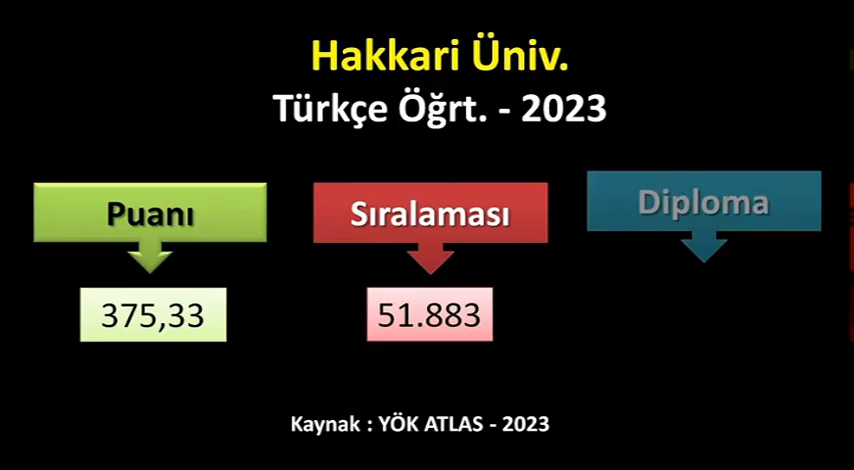 Hakkari Üniv.
Türkçe Öğrt. - 2023
Puanı
Sıralaması
Diploma
375,33
51.883
Kaynak : YÖK ATLAS - 2023